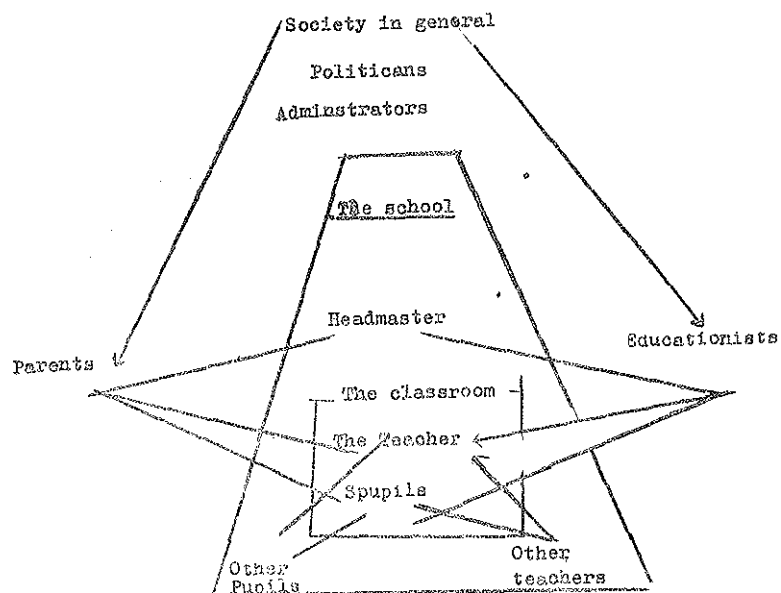 Society in general
Politicans
Adminstrators
The school
Headmaster
Educationists
Parents
The classroom
The Teacher
Spupils
Other
Pupils
Other
teachers